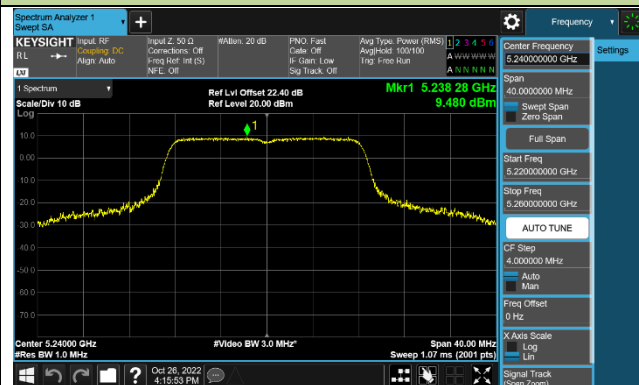 Spectrum Analyzer 1
Swept SA
Frequency
KEYSIGHT
RL
LXI
Input: RF
Coupling: DC
Align: Auto
Input Z: 50 Ω
Corrections: Off
Freq Ref: Int (S)
NFE: Off
#Atten: 20 dB
PNO: Fast
Gate: Off
IF Gain: Low
Sig Track: Off
Avg Type: Power (RMS)
Avg|Hold: 100/100
Trig: Free Run
1 2 3 4 5 6
A W W W W W
A N N N N N
Center Frequency
5.240000000 GHz
Settings
Span
40.0000000 MHz
Swept Span
Zero Span
Full Span
Start Freq
5.220000000 GHz
Stop Freq
5.260000000 GHz
AUTO TUNE
CF Step
4.000000 MHz
Auto
Man
Freq Offset
0 Hz
X Axis Scale
Log
Lin
Signal Track
(Span Zoom)
1 Spectrum
Scale/Div 10 dB
Log
Ref Lvl Offset 22.40 dB
Ref Level 20.00 dBm
Mkr1 5.238 28 GHz
9.480 dBm
1
10.0
0.00
-10.0
-20.0
-30.0
-40.0
-50.0
-60.0
-70.0
Center 5.24000 GHz
#Res BW 1.0 MHz
#Video BW 3.0 MHz*
Span 40.00 MHz
Sweep 1.07 ms (2001 pts)
?
Oct 26, 2022
4:15:53 PM